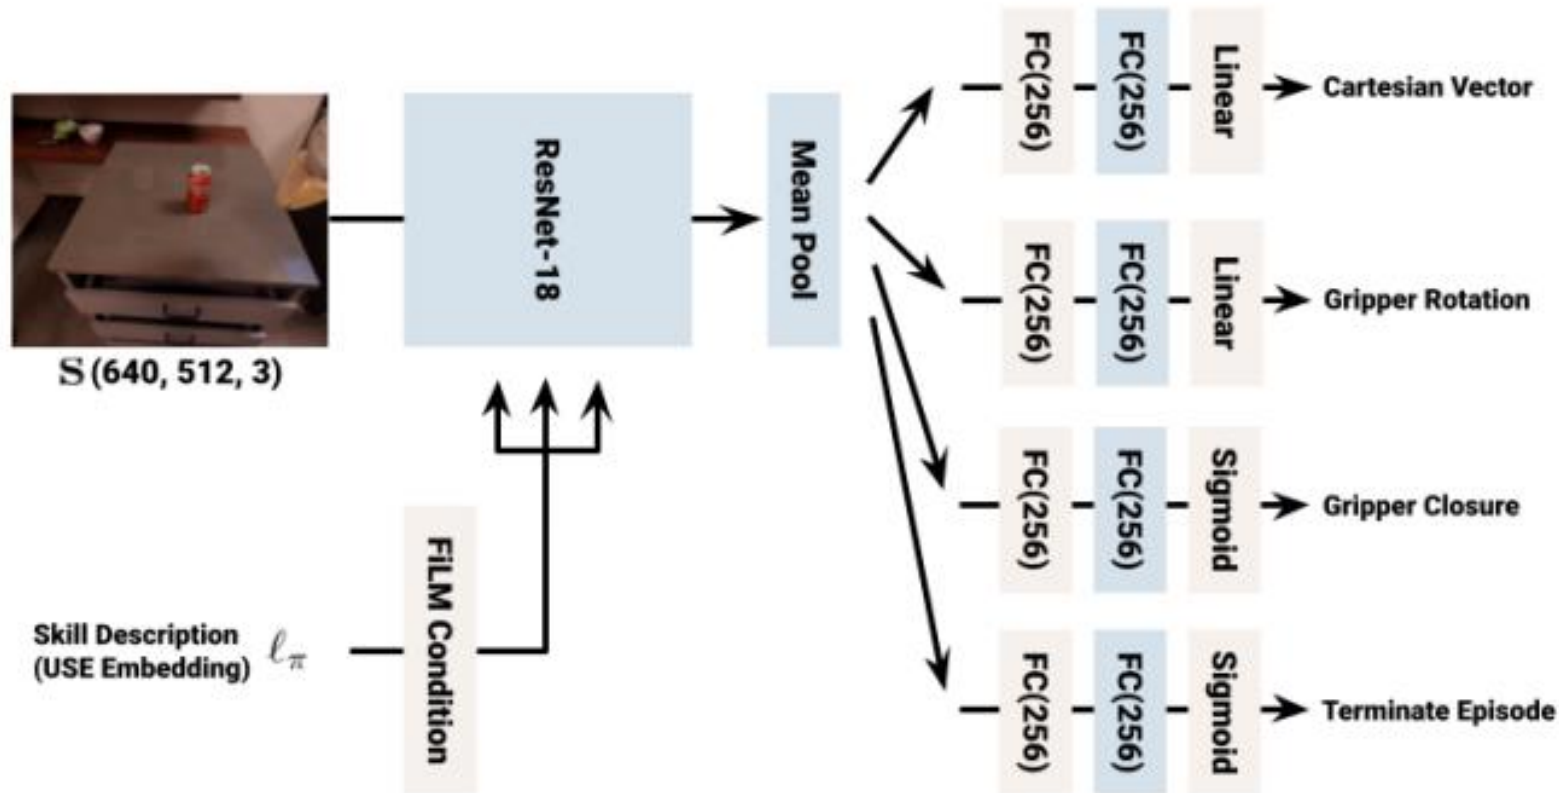 S (640, 512, 3)
Skill Description
(USE Embedding) ℓπ
FiLM Condition
ResNet-18
Mean Pool
FC(256)
FC(256)
Linear
Cartesian Vector
FC(256)
FC(256)
Linear
Gripper Rotation
FC(256)
FC(256)
Sigmoid
Gripper Closure
FC(256)
FC(256)
Sigmoid
Terminate Episode